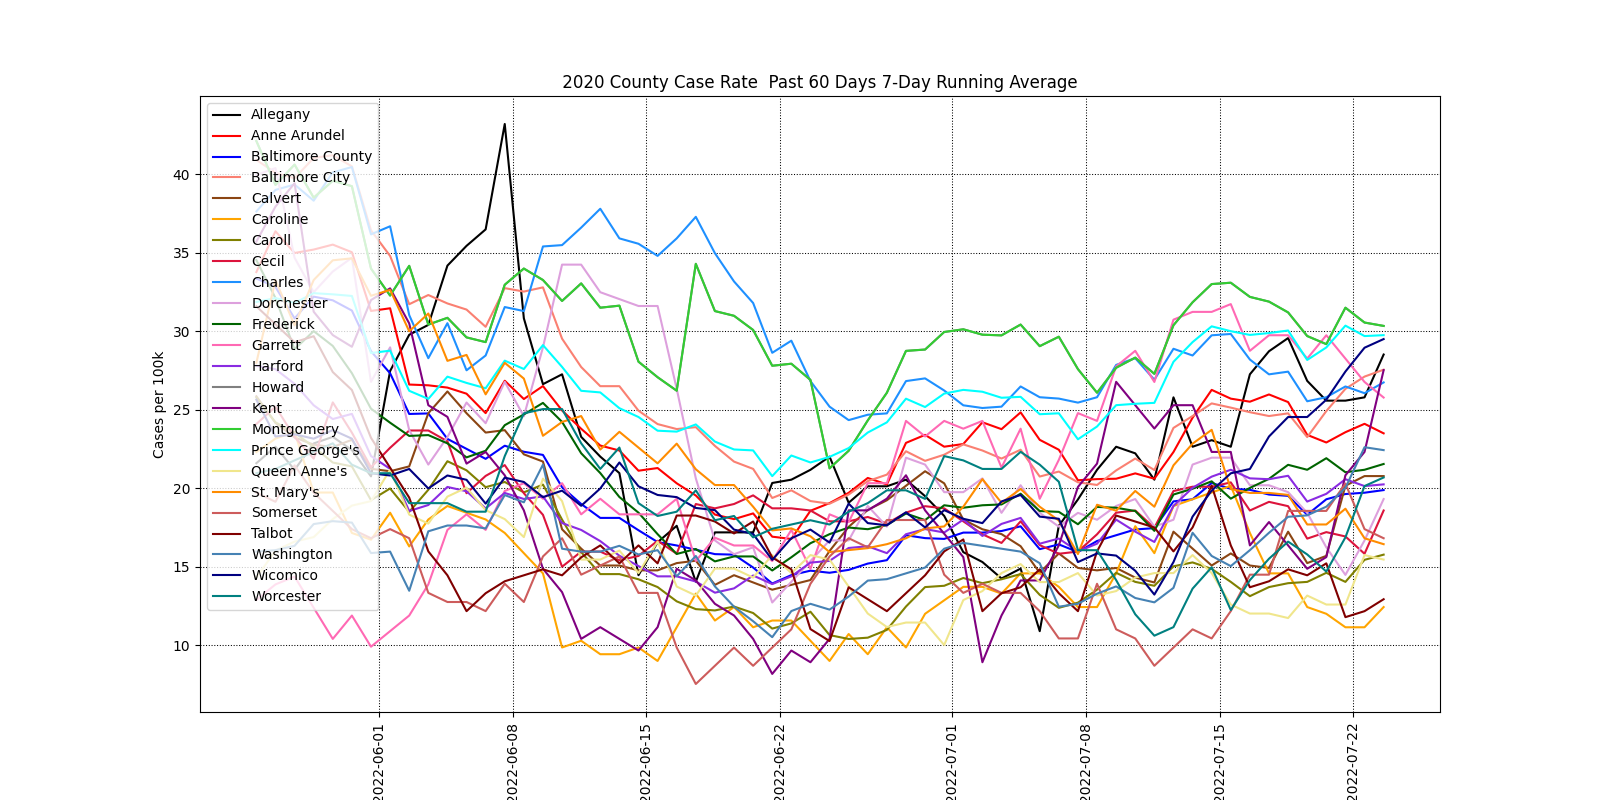 2020 County Case Rate  Past 60 Days 7-Day Running Average
Cases per 100k
40
35
30
25
20
15
10
Allegany
Anne Arundel
Baltimore County
Baltimore City
Calvert
Caroline
Caroll
Cecil
Charles
Dorchester
Frederick
Garrett
Harford
Howard
Kent
Montgomery
Prince George's
Queen Anne's
St. Mary's
Somerset
Talbot
Washington
Wicomico
Worcester
2022-06-01
2022-06-08
2022-06-15
2022-06-22
2022-07-01
2022-07-08
2022-07-15
2022-07-22